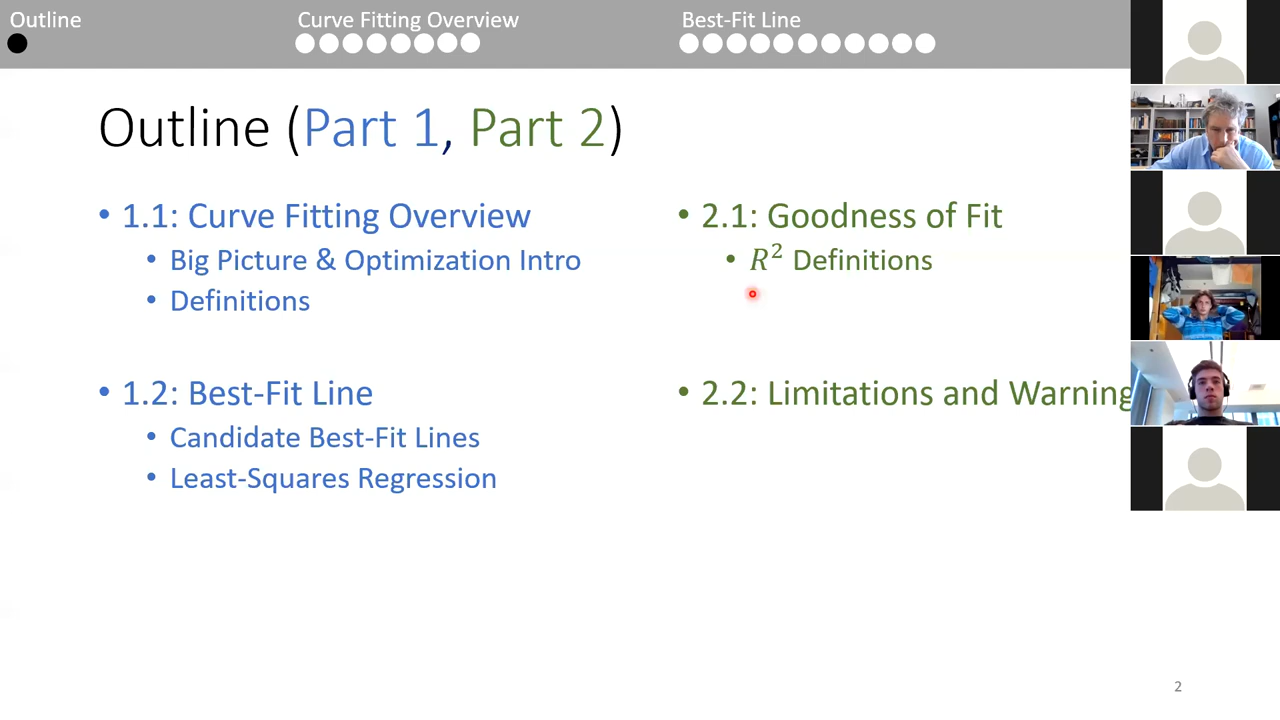 Outline
Curve Fitting Overview
Best-Fit Line
Outline (Part 1, Part 2)
• 1.1: Curve Fitting Overview
• Big Picture & Optimization Intro
• Definitions
• 1.2: Best-Fit Line
• Candidate Best-Fit Lines
• Least-Squares Regression
• 2.1: Goodness of Fit
• R² Definitions
• 2.2: Limitations and Warning
2